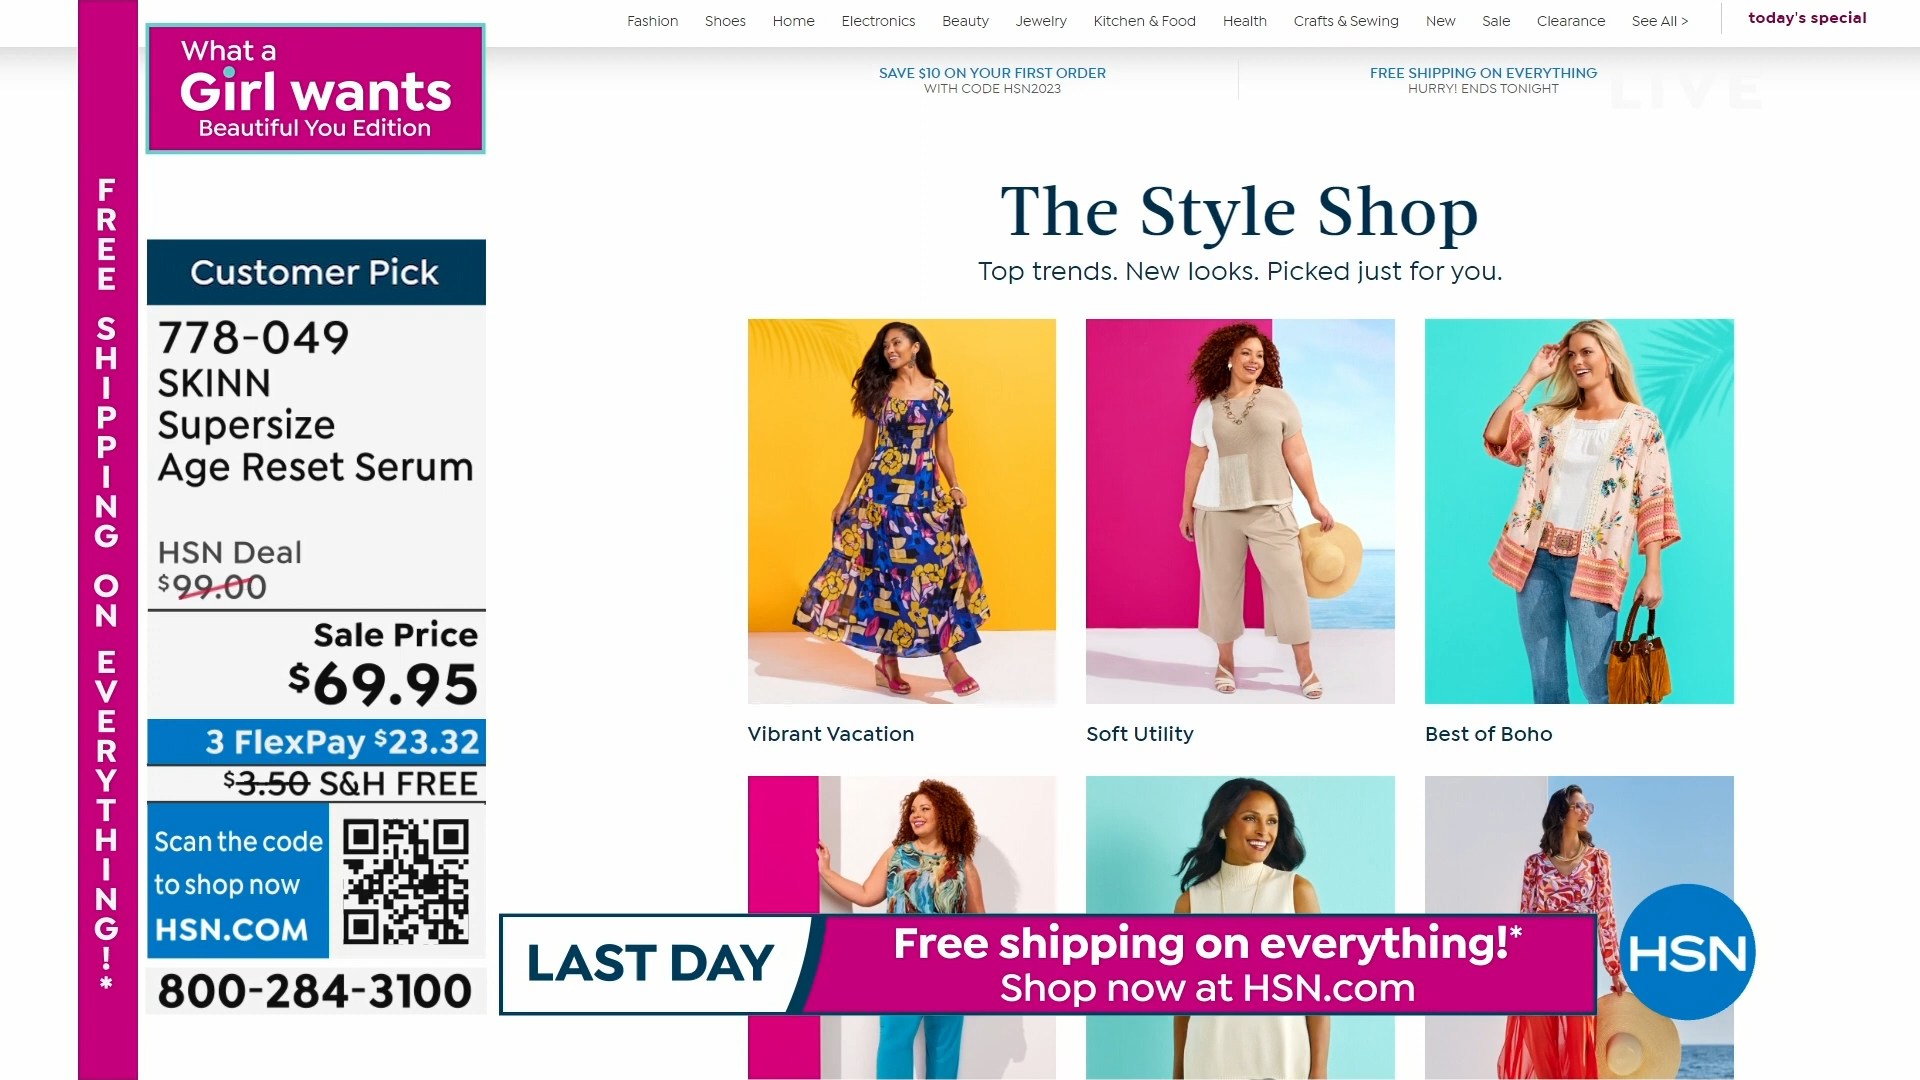 Fashion Shoes Home Electronics Beauty Jewelry Kitchen & Food Health Crafts & Sewing New Sale Clearance See All > today's special
What a
Girl wants
Beautiful You Edition
SAVE $10 ON YOUR FIRST ORDER
WITH CODE HSN2023
FREE SHIPPING ON EVERYTHING
HURRY! ENDS TONIGHT
LIVE
FREE SHIPPING ON EVERYTHING!*
The Style Shop
Top trends. New looks. Picked just for you.
Customer Pick
778-049
SKINN
Supersize
Age Reset Serum
HSN Deal
$99.00
Sale Price
$69.95
3 FlexPay $23.32
$3.50 S&H FREE
Scan the code
to shop now
HSN.COM
800-284-3100
Vibrant Vacation
Soft Utility
Best of Boho
LAST DAY
Free shipping on everything!*
Shop now at HSN.com
HSN